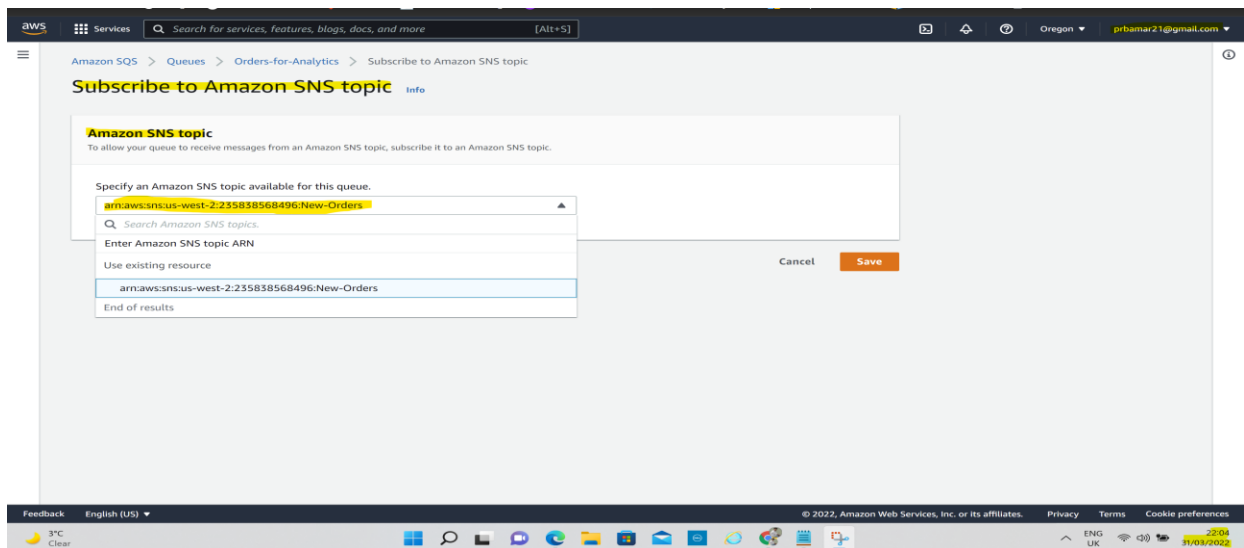 aws Services Search for services, features, blogs, docs, and more [Alt+S] Oregon ▼ prbamar21@gmail.com ▼
Amazon SQS > Queues > Orders-for-Analytics > Subscribe to Amazon SNS topic
Subscribe to Amazon SNS topic Info
Amazon SNS topic
To allow your queue to receive messages from an Amazon SNS topic, subscribe it to an Amazon SNS topic.
Specify an Amazon SNS topic available for this queue.
arn:aws:sns:us-west-2:235838568496:New-Orders
Search Amazon SNS topics.
Enter Amazon SNS topic ARN
Use existing resource
Cancel Save
arn:aws:sns:us-west-2:235838568496:New-Orders
End of results
Feedback English (US) ▼ © 2022, Amazon Web Services, Inc. or its affiliates. Privacy Terms Cookie preferences
3°C ENG 22:04
Clear UK 31/03/2022